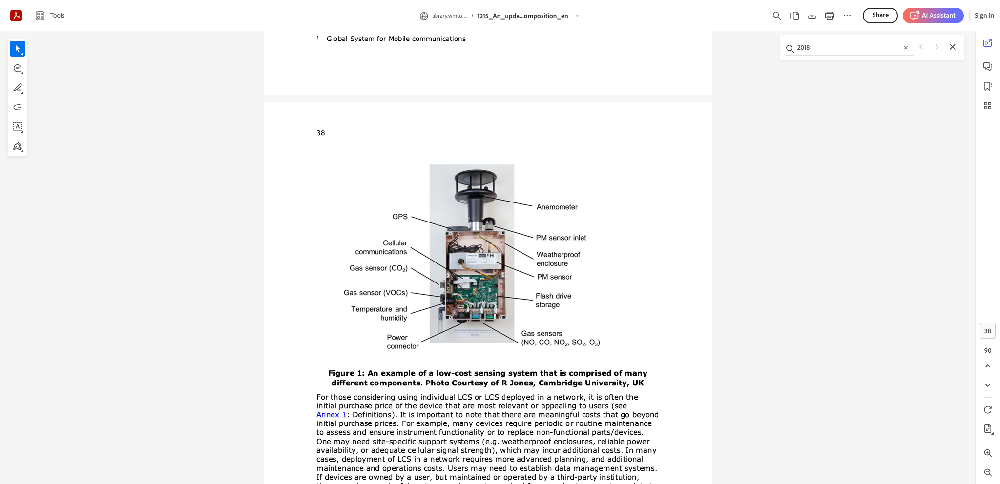 Tools
library.wmo.i... / 1215_An_upda...omposition_en
Share
AI Assistant
Sign in
2018
1 Global System for Mobile communications
38
Anemometer
GPS
PM sensor inlet
Cellular
communications
Weatherproof
enclosure
Gas sensor (CO2)
PM sensor
Gas sensor (VOCs)
Flash drive
storage
Temperature and
humidity
Power
connector
Gas sensors
(NO, CO, NO2, SO2, O3)
Figure 1: An example of a low-cost sensing system that is comprised of many
different components. Photo Courtesy of R Jones, Cambridge University, UK
For those considering using individual LCS or LCS deployed in a network, it is often the
initial purchase price of the device that are most relevant or appealing to users (see
Annex 1: Definitions). It is important to note that there are meaningful costs that go beyond
initial purchase prices. For example, many devices require periodic or routine maintenance
to assess and ensure instrument functionality or to replace non-functional parts/devices.
One may need site-specific support systems (e.g. weatherproof enclosures, reliable power
availability, or adequate cellular signal strength), which may incur additional costs. In many
cases, deployment of LCS in a network requires more advanced planning, and additional
maintenance and operations costs. Users may need to establish data management systems.
If devices are owned by a user, but maintained or operated by a third-party institution,
38
90